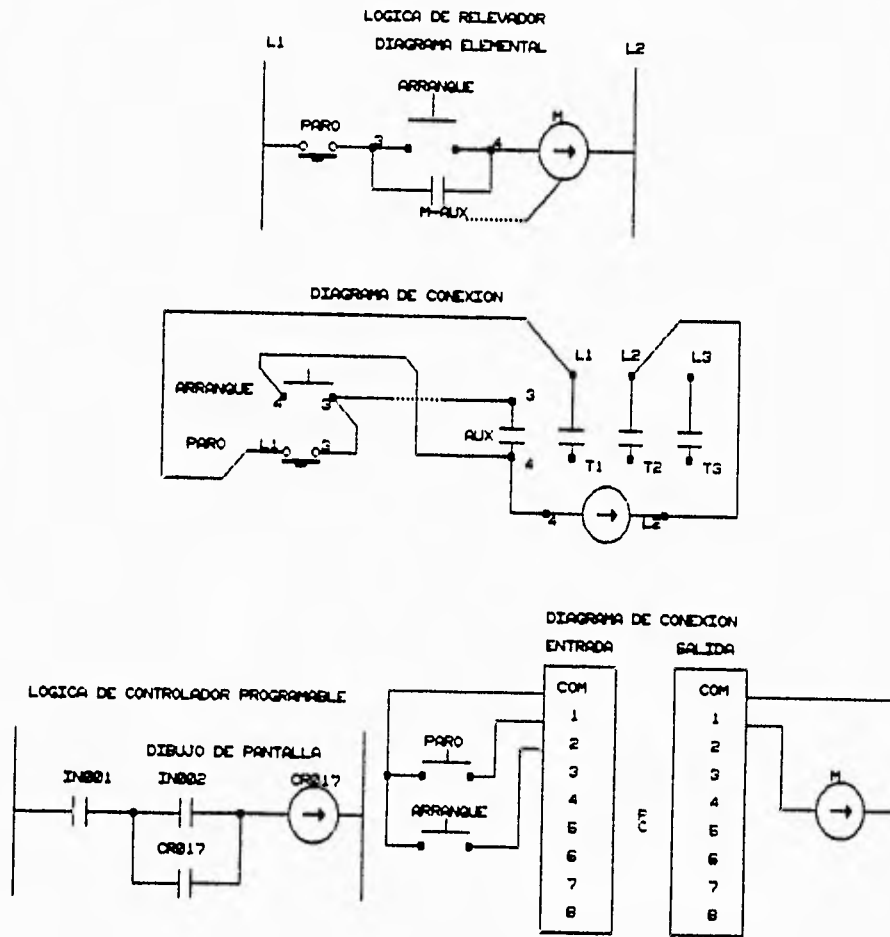 LOGICA DE RELEVADOR
L1 DIAGRAMA ELEMENTAL L2
ARRANQUE
PARO
3 4 M
M-AUX
DIAGRAMA DE CONEXION
L1 L2 L3
ARRANQUE
4 3 3
PARO L1 3
AUX
4 T1 T2 T3
4 L2
DIAGRAMA DE CONEXION
ENTRADA SALIDA
LOGICA DE CONTROLADOR PROGRAMABLE
DIBUJO DE PANTALLA
IN001 IN002 CR017
CR017
PARO
ARRANQUE
COM
1
2
3
4
5
6
7
8
PC
COM
1
2
3
4
5
6
7
8
M